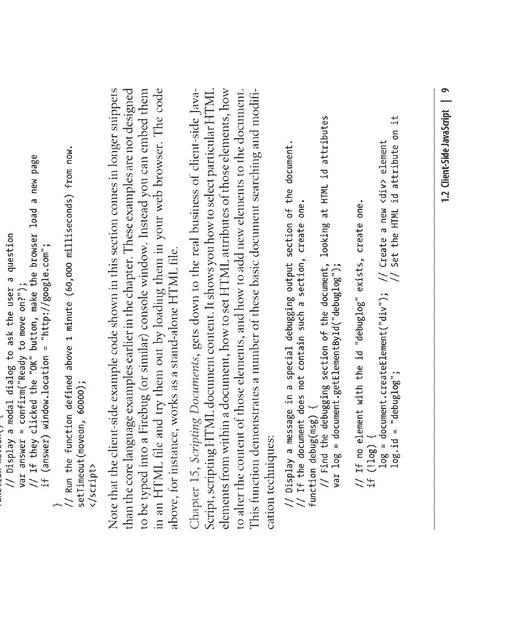 // Display a modal dialog to ask the user a question
var answer = confirm("Ready to move on?");
// If they clicked the "OK" button, make the browser load a new page
if (answer) window.location = "http://google.com";
}
// Run the function defined above 1 minute (60,000 milliseconds) from now.
setTimeout(moveon, 60000);
</script>
Note that the client-side example code shown in this section comes in longer snippets
than the core language examples earlier in the chapter. These examples are not designed
to be typed into a Firebug (or similar) console window. Instead you can embed them
in an HTML file and try them out by loading them in your web browser. The code
above, for instance, works as a stand-alone HTML file.
Chapter 15, Scripting Documents, gets down to the real business of client-side Java-
Script, scripting HTML document content. It shows you how to select particular HTML
elements from within a document, how to set HTML attributes of those elements, how
to alter the content of those elements, and how to add new elements to the document.
This function demonstrates a number of these basic document searching and modifi-
cation techniques:
// Display a message in a special debugging output section of the document.
// If the document does not contain such a section, create one.
function debug(msg) {
// Find the debugging section of the document, looking at HTML id attributes
var log = document.getElementById("debuglog");
// If no element with the id "debuglog" exists, create one.
if (!log) {
log = document.createElement("div"); // Create a new <div> element
log.id = "debuglog"; // Set the HTML id attribute on it
1.2 Client-Side JavaScript | 9